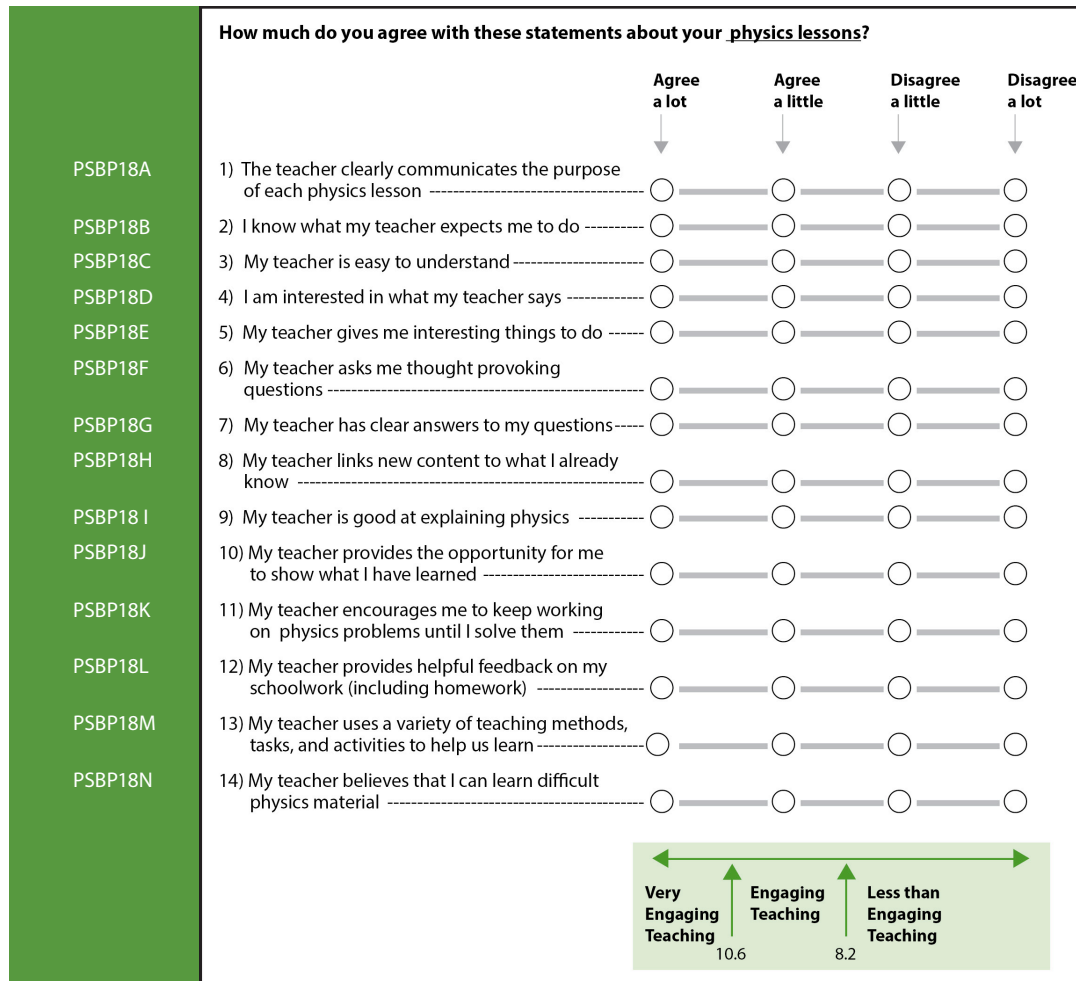 How much do you agree with these statements about your physics lessons?
Agree a lot
Agree a little
Disagree a little
Disagree a lot
PSBP18A
1) The teacher clearly communicates the purpose
of each physics lesson
PSBP18B
2) I know what my teacher expects me to do
PSBP18C
3) My teacher is easy to understand
PSBP18D
4) I am interested in what my teacher says
PSBP18E
5) My teacher gives me interesting things to do
PSBP18F
6) My teacher asks me thought provoking
questions
PSBP18G
7) My teacher has clear answers to my questions
PSBP18H
8) My teacher links new content to what I already
know
PSBP18 I
9) My teacher is good at explaining physics
PSBP18J
10) My teacher provides the opportunity for me
to show what I have learned
PSBP18K
11) My teacher encourages me to keep working
on physics problems until I solve them
PSBP18L
12) My teacher provides helpful feedback on my
schoolwork (including homework)
PSBP18M
13) My teacher uses a variety of teaching methods,
tasks, and activities to help us learn
PSBP18N
14) My teacher believes that I can learn difficult
physics material
Very
Engaging
Teaching
10.6
Engaging
Teaching
8.2
Less than
Engaging
Teaching